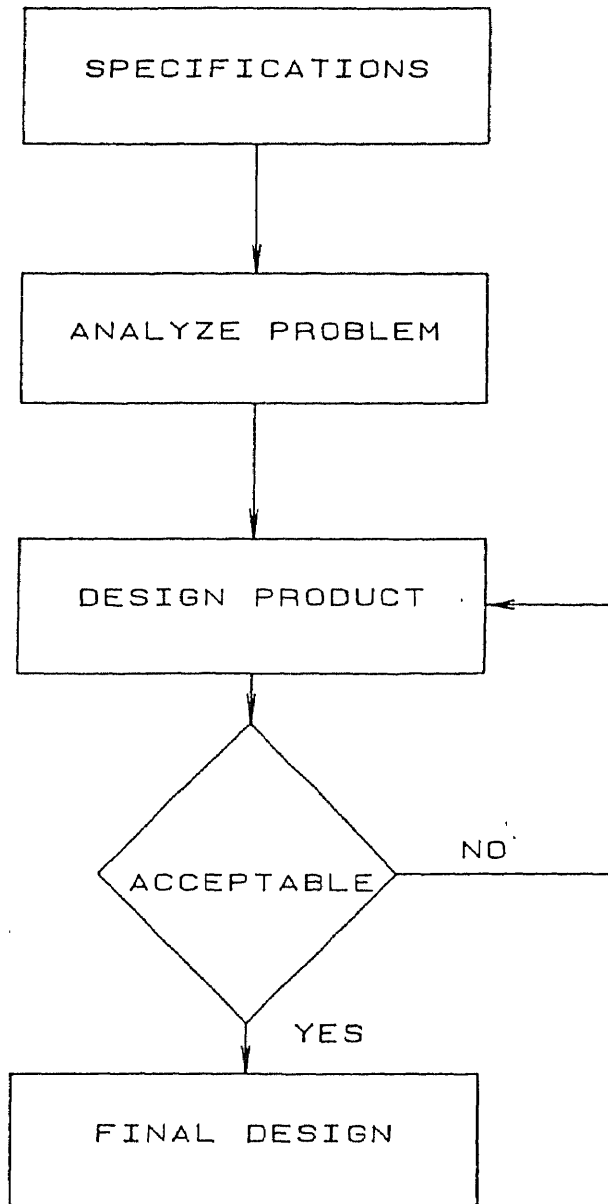 SPECIFICATIONS
ANALYZE PROBLEM
DESIGN PRODUCT
ACCEPTABLE
NO
YES
FINAL DESIGN